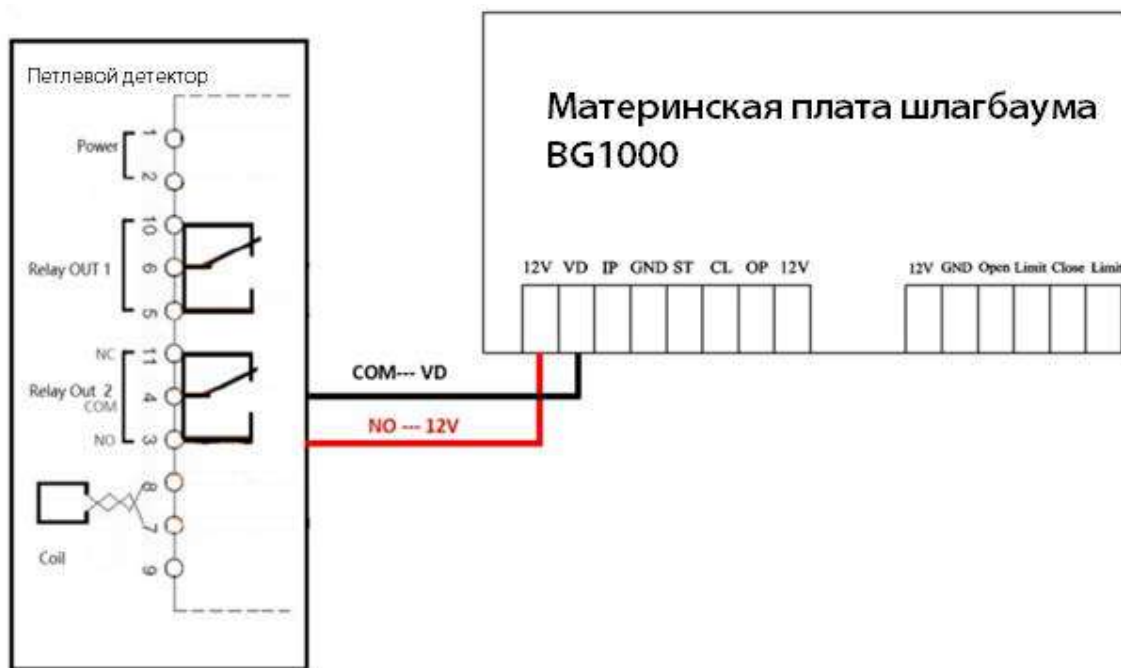 Петлевой детектор
Материнская плата шлагбаума
BG1000
Power
1
2
Relay OUT 1
10
6
5
Relay Out 2
NC
COM
NO
11
4
3
8
7
9
Coil
COM--- VD
NO --- 12V
12V VD IP GND ST CL OP 12V
12V GND Open Limit Close Limit